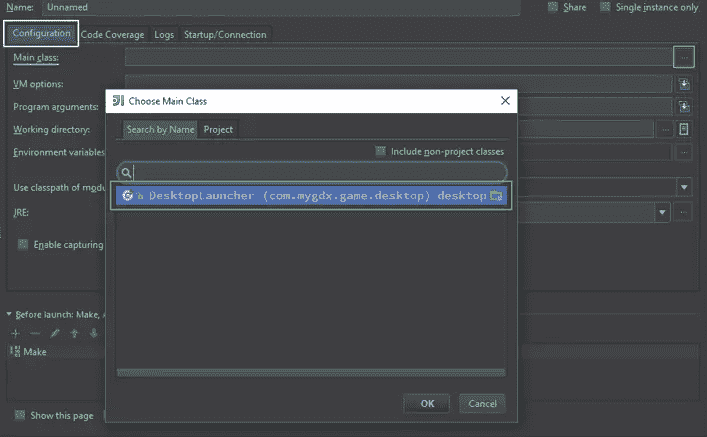 Name: Unnamed Share Single instance only
Configuration Code Coverage Logs Startup/Connection
Main class: ...
VM options:
Choose Main Class
Program arguments:
Search by Name Project
Working directory: ...
Include non-project classes
Environment variables ...
Use classpath of modu
DesktopLauncher (com.mygdx.game.desktop) desktop
JRE: ...
Enable capturing
Before launch: Make, A
Make
OK Cancel
Show this page